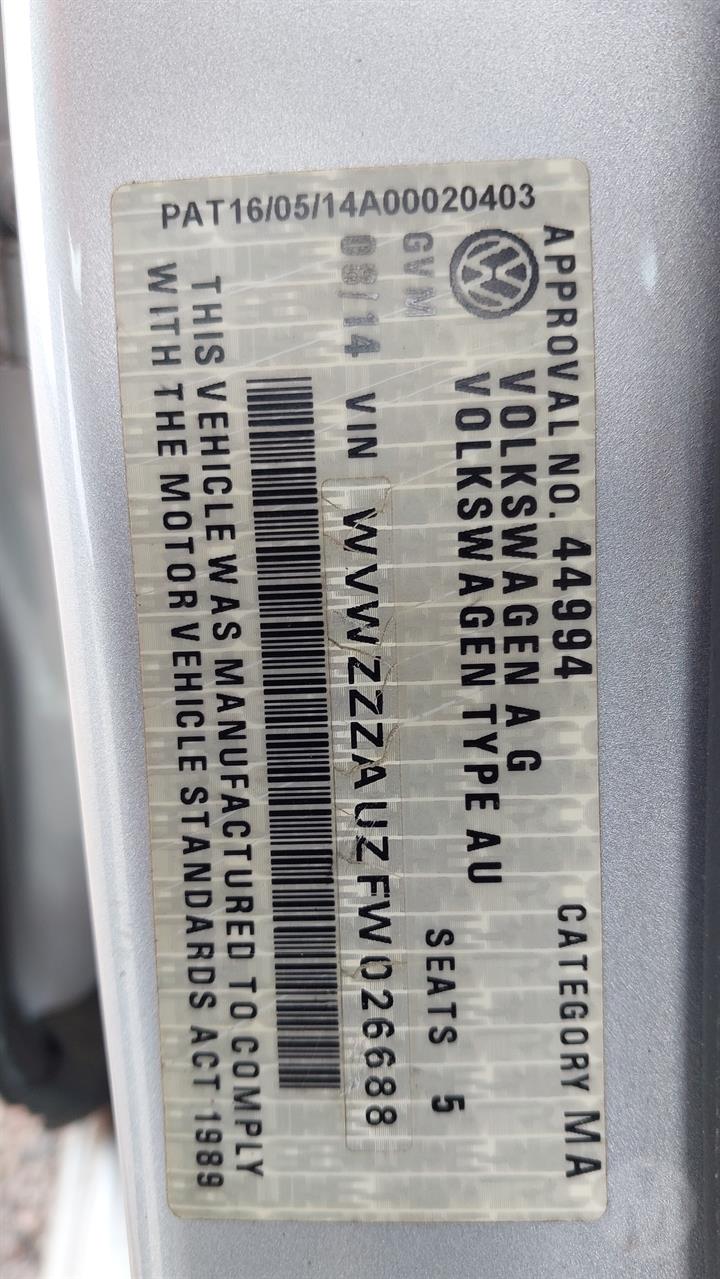 PAT16/05/14A00020403
APPROVAL NO. 44994 CATEGORY MA
VOLKSWAGEN AG
VOLKSWAGEN TYPE AU
GVM SEATS 5
08/14 VIN WVWZZZAUZFW026688
THIS VEHICLE WAS MANUFACTURED TO COMPLY
WITH THE MOTOR VEHICLE STANDARDS ACT 1989